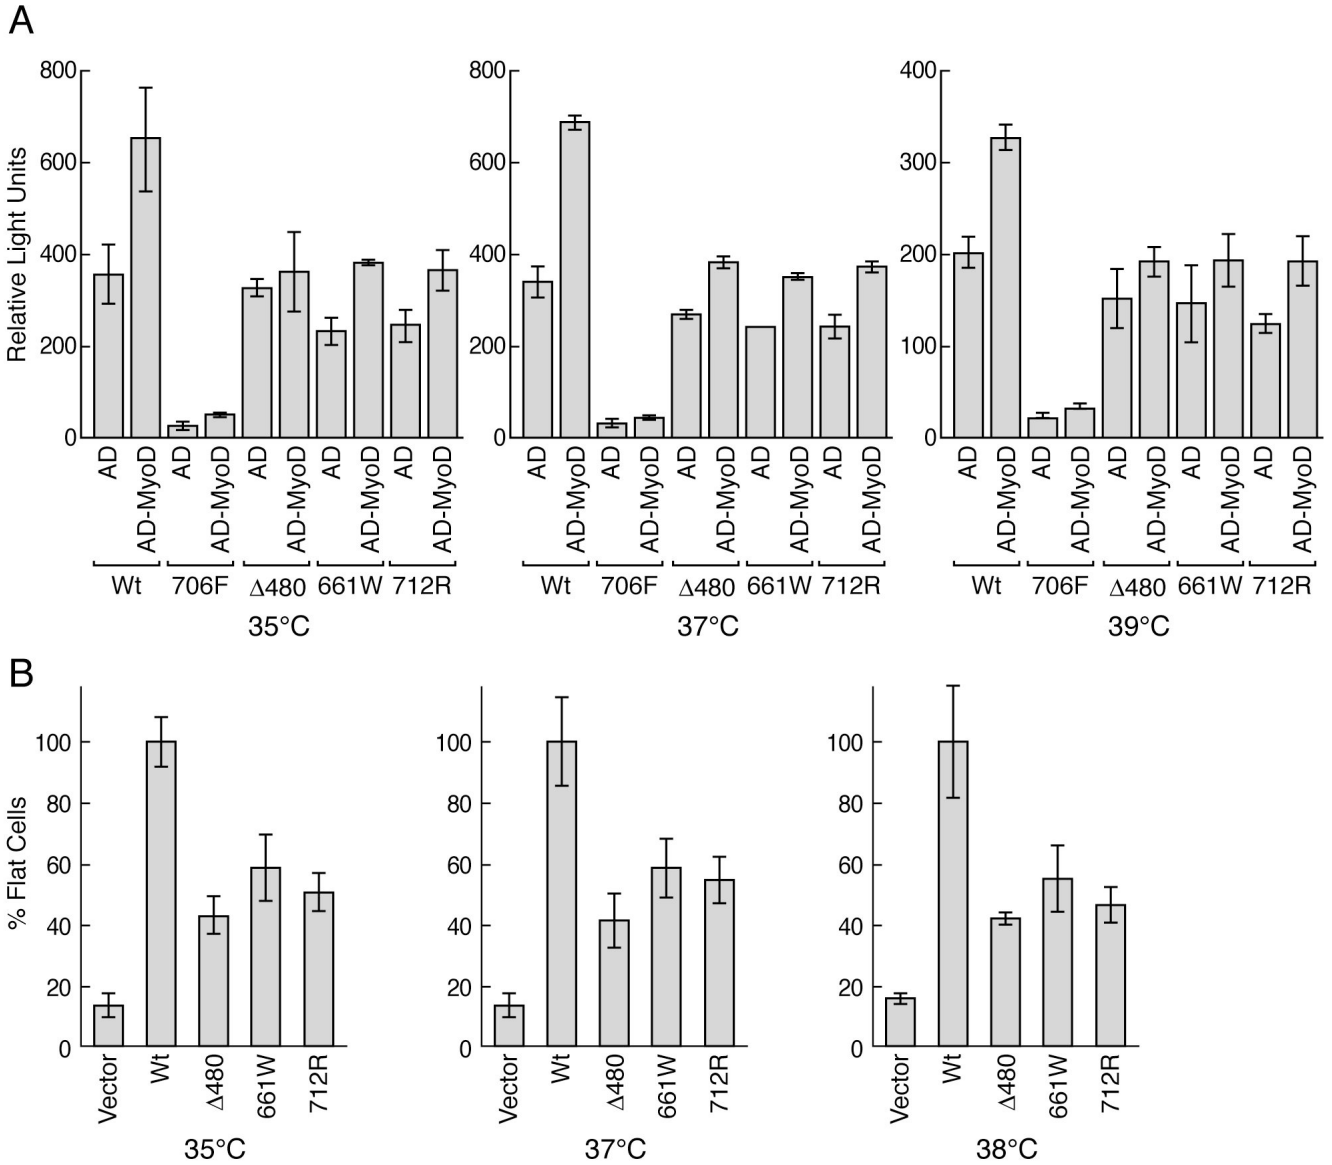 A
Relative Light Units
800
600
400
200
0
AD
AD-MyoD
AD
AD-MyoD
AD
AD-MyoD
AD
AD-MyoD
AD
AD-MyoD
Wt 706F Δ480 661W 712R
35°C
800
600
400
200
0
AD
AD-MyoD
AD
AD-MyoD
AD
AD-MyoD
AD
AD-MyoD
AD
AD-MyoD
Wt 706F Δ480 661W 712R
37°C
400
300
200
100
0
AD
AD-MyoD
AD
AD-MyoD
AD
AD-MyoD
AD
AD-MyoD
AD
AD-MyoD
Wt 706F Δ480 661W 712R
39°C
B
% Flat Cells
100
80
60
40
20
0
Vector
Wt
Δ480
661W
712R
35°C
100
80
60
40
20
0
Vector
Wt
Δ480
661W
712R
37°C
100
80
60
40
20
0
Vector
Wt
Δ480
661W
712R
38°C